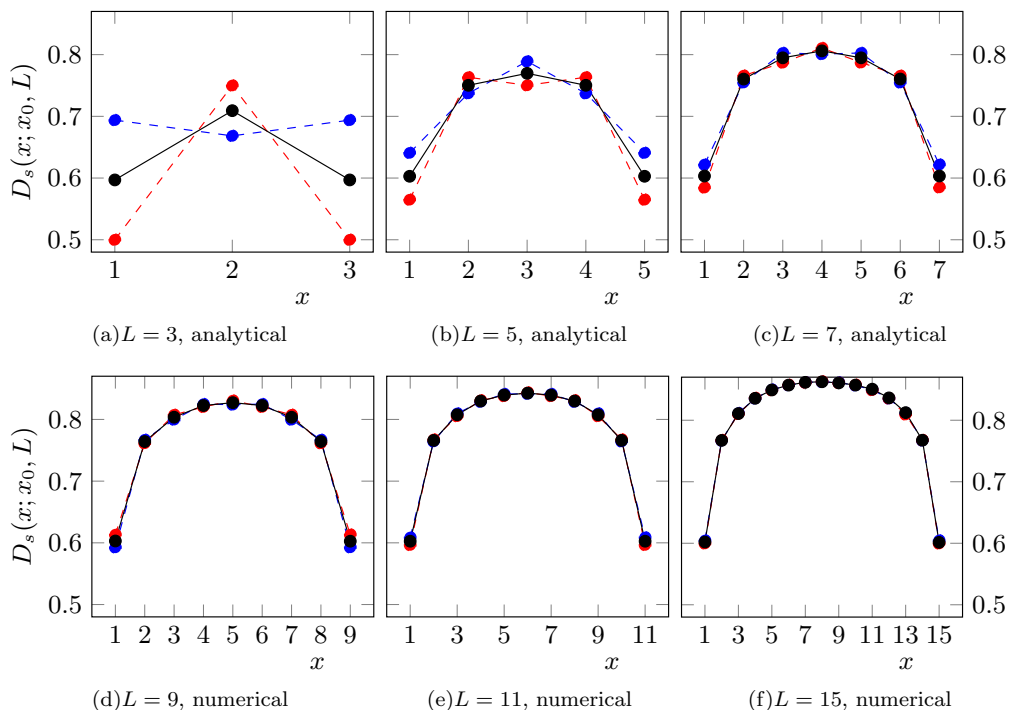 0.8
0.7
0.6
0.5
D_s(x; x_0, L)
1 2 3
x
1 2 3 4 5
x
1 2 3 4 5 6 7
x
0.8
0.7
0.6
0.5
(a)L = 3, analytical
(b)L = 5, analytical
(c)L = 7, analytical
0.8
0.7
0.6
0.5
D_s(x; x_0, L)
1 2 3 4 5 6 7 8 9
x
1 3 5 7 9 11
x
1 3 5 7 9 11 13 15
x
0.8
0.7
0.6
0.5
(d)L = 9, numerical
(e)L = 11, numerical
(f)L = 15, numerical